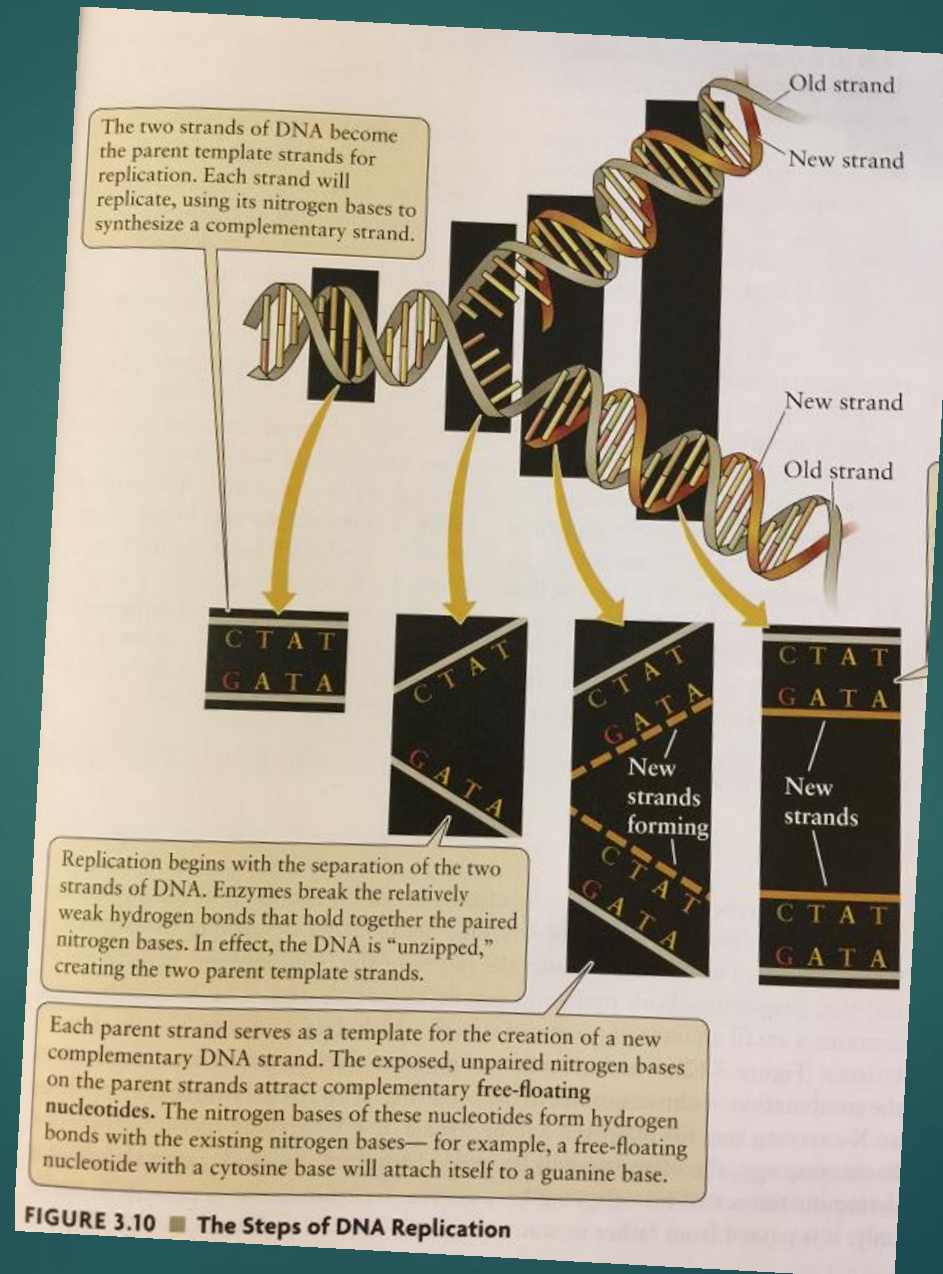 Old strand
New strand
The two strands of DNA become
the parent template strands for
replication. Each strand will
replicate, using its nitrogen bases to
synthesize a complementary strand.
New strand
Old strand
C T A T
G A T A
C T A T
G A T A
C T A T
G A T A
New
strands
forming
C T A T
G A T A
C T A T
G A T A
New
strands
C T A T
G A T A
Replication begins with the separation of the two
strands of DNA. Enzymes break the relatively
weak hydrogen bonds that hold together the paired
nitrogen bases. In effect, the DNA is “unzipped,”
creating the two parent template strands.
Each parent strand serves as a template for the creation of a new
complementary DNA strand. The exposed, unpaired nitrogen bases
on the parent strands attract complementary free-floating
nucleotides. The nitrogen bases of these nucleotides form hydrogen
bonds with the existing nitrogen bases— for example, a free-floating
nucleotide with a cytosine base will attach itself to a guanine base.
FIGURE 3.10 ■ The Steps of DNA Replication